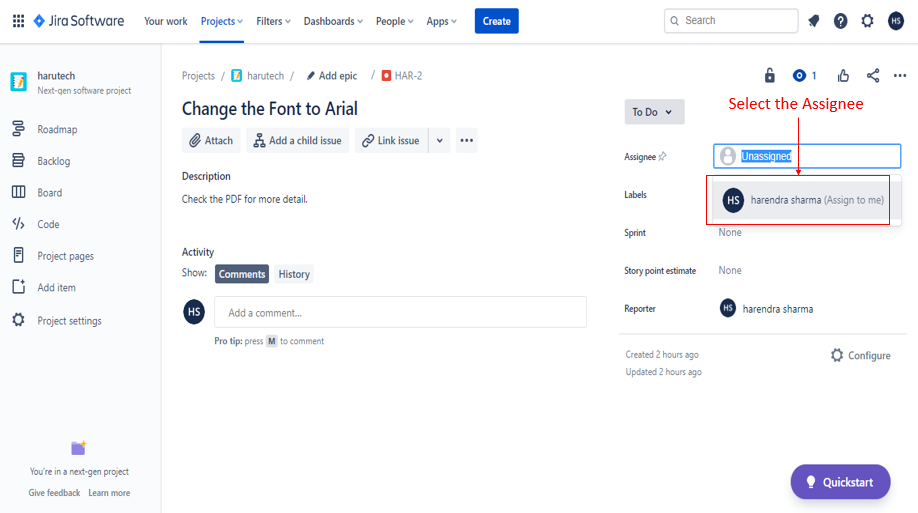 Jira Software Your work Projects Filters Dashboards People Apps Create Search HS
harutech
Next-gen software project
Roadmap
Backlog
Board
Code
Project pages
Add item
Project settings
You're in a next-gen project
Give feedback Learn more
Projects / harutech / Add epic / HAR-2
1
Change the Font to Arial
Attach Add a child issue Link issue
Description
Check the PDF for more detail.
Activity
Show: Comments History
HS Add a comment...
Pro tip: press M to comment
Select the Assignee
To Do
Assignee Unassigned
HS harendra sharma (Assign to me)
Labels
Sprint None
Story point estimate None
Reporter HS harendra sharma
Created 2 hours ago Configure
Updated 2 hours ago
Quickstart